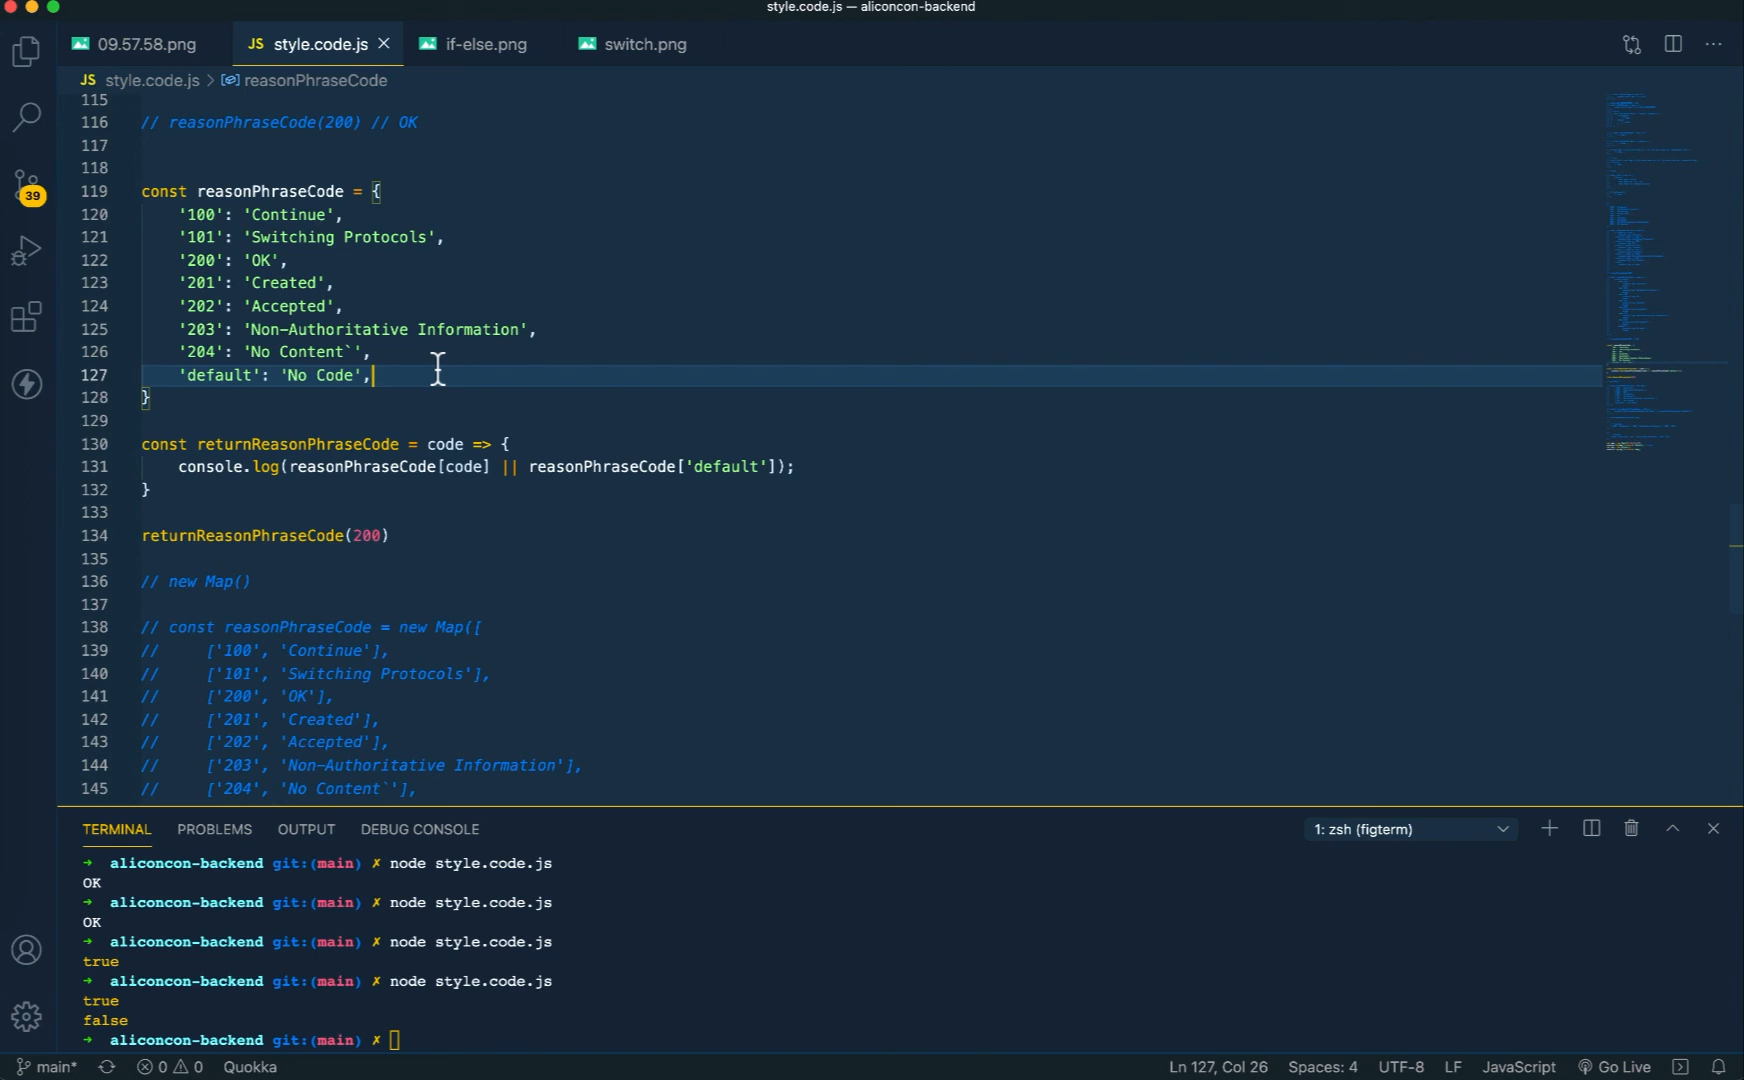 style.code.js — aliconcon-backend
09.57.58.png
JS style.code.js
if-else.png
switch.png
JS style.code.js > reasonPhraseCode
115
116 // reasonPhraseCode(200) // OK
117
118
119 const reasonPhraseCode = {
120 '100': 'Continue',
121 '101': 'Switching Protocols',
122 '200': 'OK',
123 '201': 'Created',
124 '202': 'Accepted',
125 '203': 'Non-Authoritative Information',
126 '204': 'No Content`',
127 'default': 'No Code',
128 }
129
130 const returnReasonPhraseCode = code => {
131 console.log(reasonPhraseCode[code] || reasonPhraseCode['default']);
132 }
133
134 returnReasonPhraseCode(200)
135
136 // new Map()
137
138 // const reasonPhraseCode = new Map([
139 // ['100', 'Continue'],
140 // ['101', 'Switching Protocols'],
141 // ['200', 'OK'],
142 // ['201', 'Created'],
143 // ['202', 'Accepted'],
144 // ['203', 'Non-Authoritative Information'],
145 // ['204', 'No Content`'],
39
TERMINAL PROBLEMS OUTPUT DEBUG CONSOLE
1: zsh (figterm)
➜ aliconcon-backend git:(main) ✗ node style.code.js
OK
➜ aliconcon-backend git:(main) ✗ node style.code.js
OK
➜ aliconcon-backend git:(main) ✗ node style.code.js
true
➜ aliconcon-backend git:(main) ✗ node style.code.js
true
false
➜ aliconcon-backend git:(main) ✗
main* 0 0 Quokka Ln 127, Col 26 Spaces: 4 UTF-8 LF JavaScript Go Live